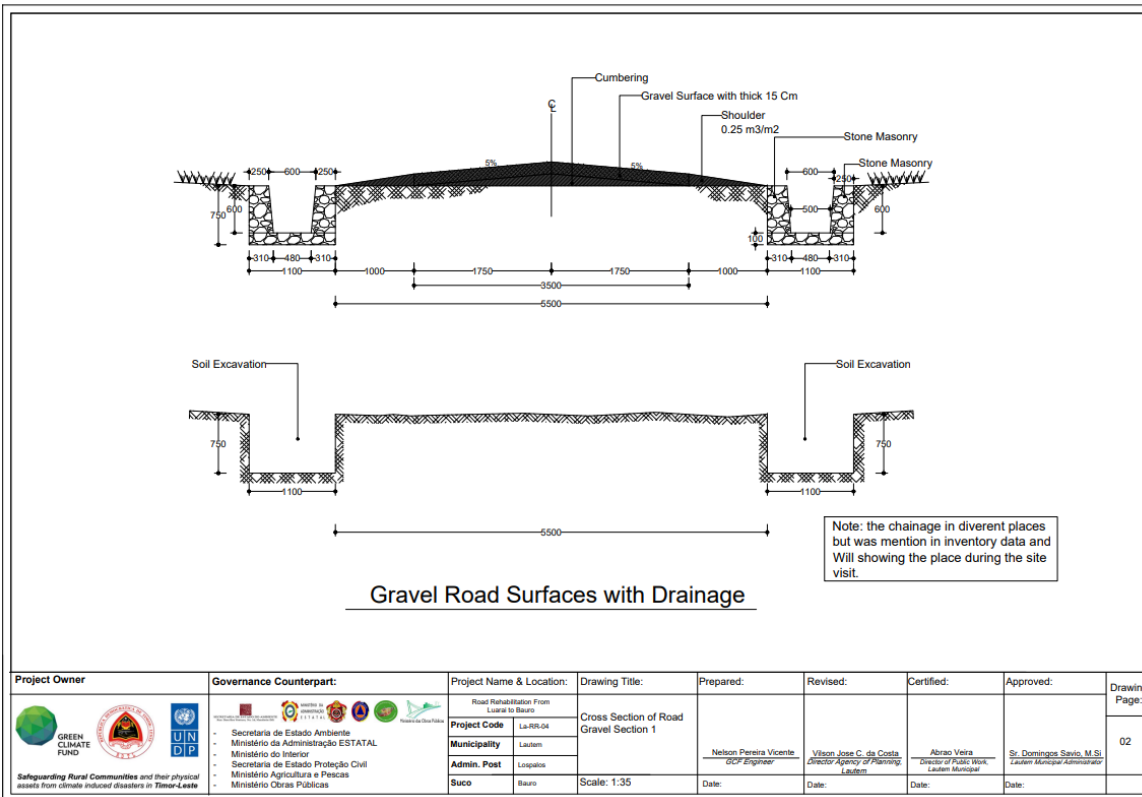 Cumbering
Gravel Surface with thick 15 Cm
Shoulder
0.25 m3/m2
Stone Masonry
Stone Masonry
℄
5%
5%
250
600
250
600
250
750
600
500
600
100
310
480
310
310
480
310
1100
1000
1750
1750
1000
1100
3500
5500
Soil Excavation
Soil Excavation
750
750
1100
1100
5500
Note: the chainage in diverent places
but was mention in inventory data and
Will showing the place during the site
visit.
Gravel Road Surfaces with Drainage
Project Owner
GREEN
CLIMATE
FUND
U N
D P
Safeguarding Rural Communities and their physical
assets from climate induced disasters in Timor-Leste
Governance Counterpart:
- Secretaria de Estado Ambiente
- Ministério da Administração ESTATAL
- Ministério do Interior
- Secretaria de Estado Proteção Civil
- Ministério Agricultura e Pescas
- Ministério Obras Públicas
Project Name & Location:
Road Rehabilitation From
Luarai to Bauro
Project Code La-RR-04
Municipality Lautem
Admin. Post Lospalos
Suco Bauro
Drawing Title:
Cross Section of Road
Gravel Section 1
Scale: 1:35
Prepared:
Nelson Pereira Vicente
GCF Engineer
Date:
Revised:
Vilson Jose C. da Costa
Director Agency of Planning,
Lautem
Date:
Certified:
Abrao Veira
Director of Public Work,
Lautem Municipal
Date:
Approved:
Sr. Domingos Savio, M.Si
Lautem Municipal Administrator
Date:
Drawing
Page:
02